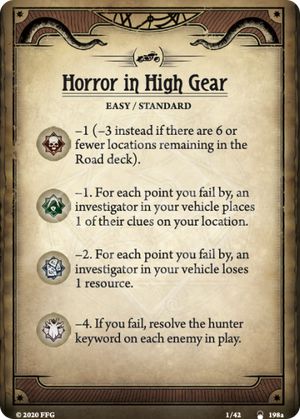 Horror in High Gear
EASY / STANDARD
–1 (–3 instead if there are 6 or
fewer locations remaining in the
Road deck).
–1. For each point you fail by, an
investigator in your vehicle places
1 of their clues on your location.
–2. For each point you fail by, an
investigator in your vehicle loses
1 resource.
–4. If you fail, resolve the hunter
keyword on each enemy in play.
© 2020 FFG
1/42
198a